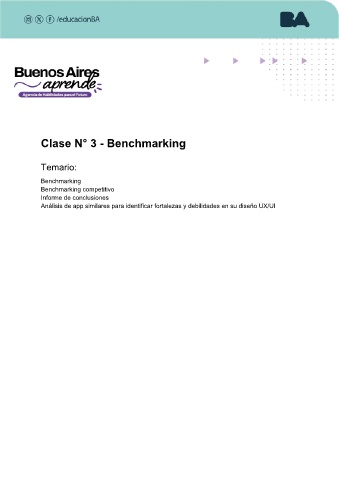 /educacionBA
BA
Buenos Aires
aprende
Agencia de Habilidades para el Futuro
Clase N° 3 - Benchmarking
Temario:
Benchmarking
Benchmarking competitivo
Informe de conclusiones
Análisis de app similares para identificar fortalezas y debilidades en su diseño UX/UI